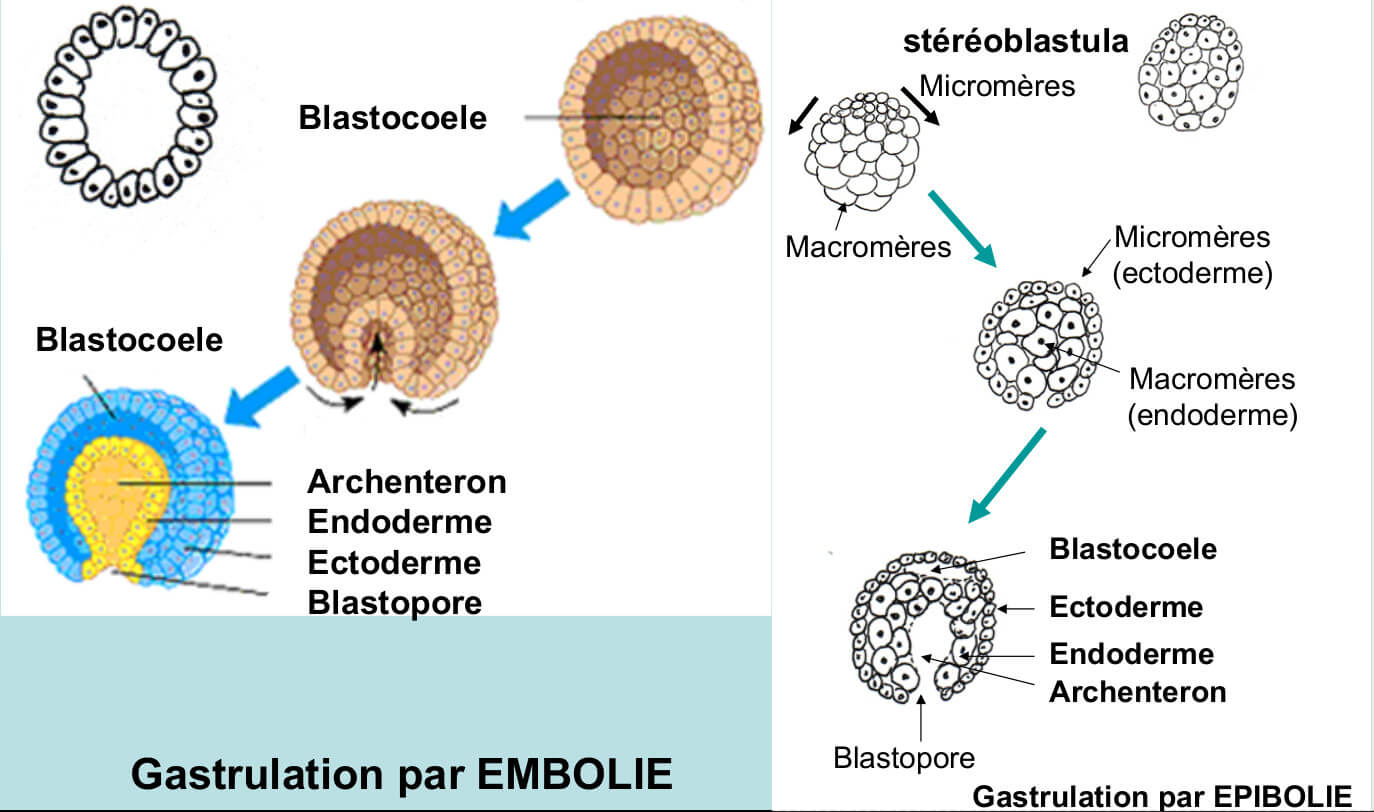 Blastocoele
Blastocoele
Archenteron
Endoderme
Ectoderme
Blastopore
Gastrulation par EMBOLIE
stéréoblastula
Micromères
Macromères
Micromères
(ectoderme)
Macromères
(endoderme)
Blastocoele
Ectoderme
Endoderme
Archenteron
Blastopore
Gastrulation par EPIBOLIE